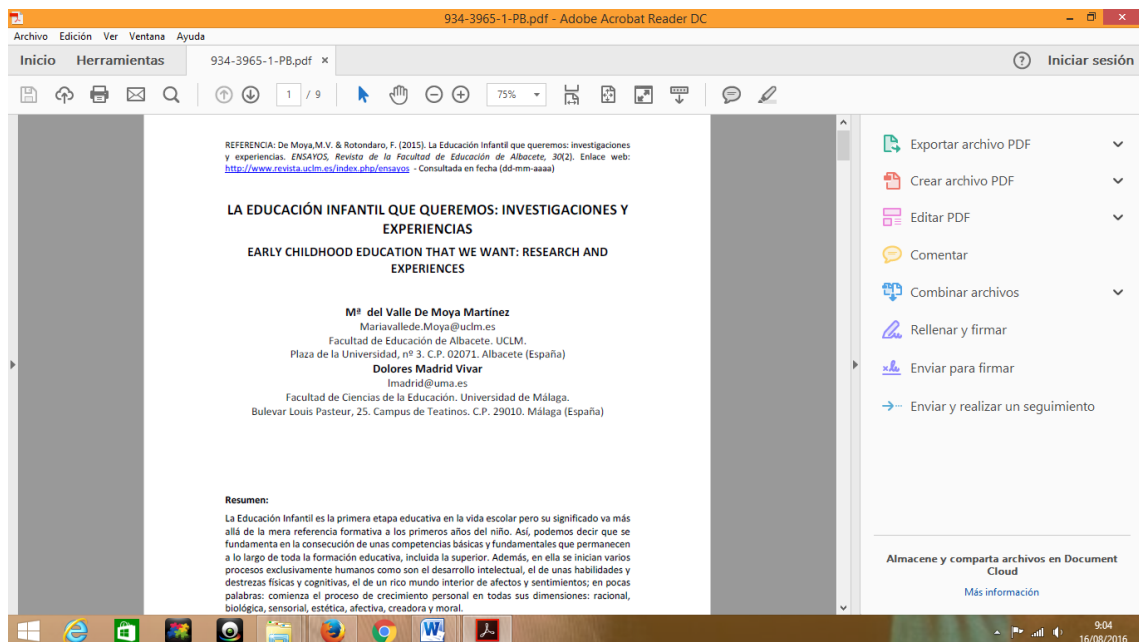 934-3965-1-PB.pdf - Adobe Acrobat Reader DC
Archivo Edición Ver Ventana Ayuda
Inicio Herramientas 934-3965-1-PB.pdf × ? Iniciar sesión
1 / 9 75%
REFERENCIA: De Moya,M.V. & Rotondaro, F. (2015). La Educación Infantil que queremos: investigaciones
y experiencias. ENSAYOS, Revista de la Facultad de Educación de Albacete, 30(2). Enlace web:
http://www.revista.uclm.es/index.php/ensayos - Consultada en fecha (dd-mm-aaaa)
LA EDUCACIÓN INFANTIL QUE QUEREMOS: INVESTIGACIONES Y
EXPERIENCIAS
EARLY CHILDHOOD EDUCATION THAT WE WANT: RESEARCH AND
EXPERIENCES
Mª del Valle De Moya Martínez
Mariavallede.Moya@uclm.es
Facultad de Educación de Albacete. UCLM.
Plaza de la Universidad, nº 3. C.P. 02071. Albacete (España)
Dolores Madrid Vivar
lmadrid@uma.es
Facultad de Ciencias de la Educación. Universidad de Málaga.
Bulevar Louis Pasteur, 25. Campus de Teatinos. C.P. 29010. Málaga (España)
Resumen:
La Educación Infantil es la primera etapa educativa en la vida escolar pero su significado va más
allá de la mera referencia formativa a los primeros años del niño. Así, podemos decir que se
fundamenta en la consecución de unas competencias básicas y fundamentales que permanecen
a lo largo de toda la formación educativa, incluida la superior. Además, en ella se inician varios
procesos exclusivamente humanos como son el desarrollo intelectual, el de unas habilidades y
destrezas físicas y cognitivas, el de un rico mundo interior de afectos y sentimientos; en pocas
palabras: comienza el proceso de crecimiento personal en todas sus dimensiones: racional,
biológica, sensorial, estética, afectiva, creadora y moral.
Exportar archivo PDF
Crear archivo PDF
Editar PDF
Comentar
Combinar archivos
Rellenar y firmar
Enviar para firmar
Enviar y realizar un seguimiento
Almacene y comparta archivos en Document
Cloud
Más información
9:04
16/08/2016